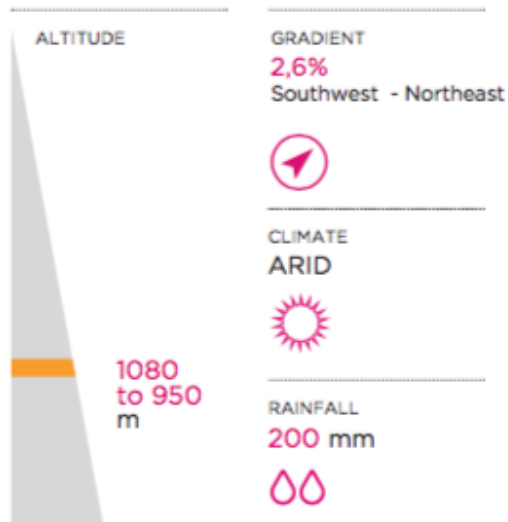 ALTITUDE
1080
to 950
m
GRADIENT
2,6%
Southwest - Northeast
CLIMATE
ARID
RAINFALL
200 mm